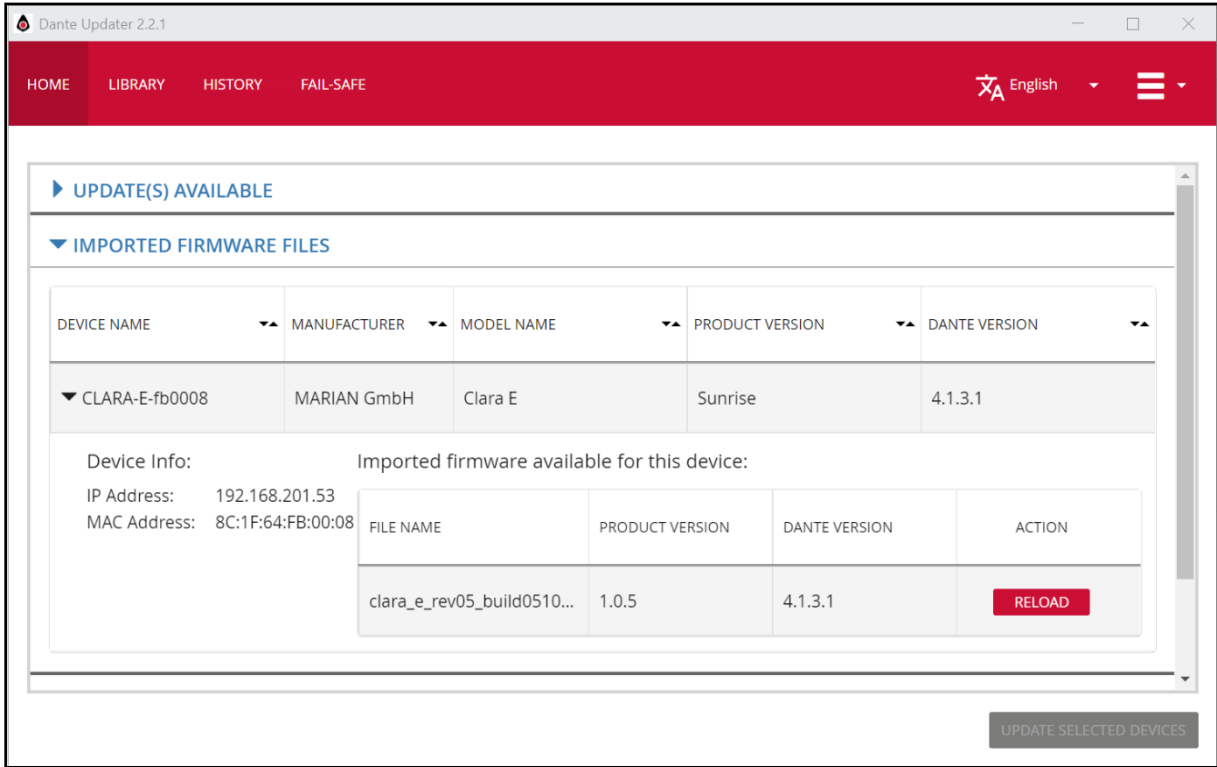 Dante Updater 2.2.1
HOME LIBRARY HISTORY FAIL-SAFE English
UPDATE(S) AVAILABLE
IMPORTED FIRMWARE FILES
DEVICE NAME MANUFACTURER MODEL NAME PRODUCT VERSION DANTE VERSION
CLARA-E-fb0008 MARIAN GmbH Clara E Sunrise 4.1.3.1
Device Info: Imported firmware available for this device:
IP Address: 192.168.201.53
MAC Address: 8C:1F:64:FB:00:08
FILE NAME PRODUCT VERSION DANTE VERSION ACTION
clara_e_rev05_build0510... 1.0.5 4.1.3.1 RELOAD
UPDATE SELECTED DEVICES